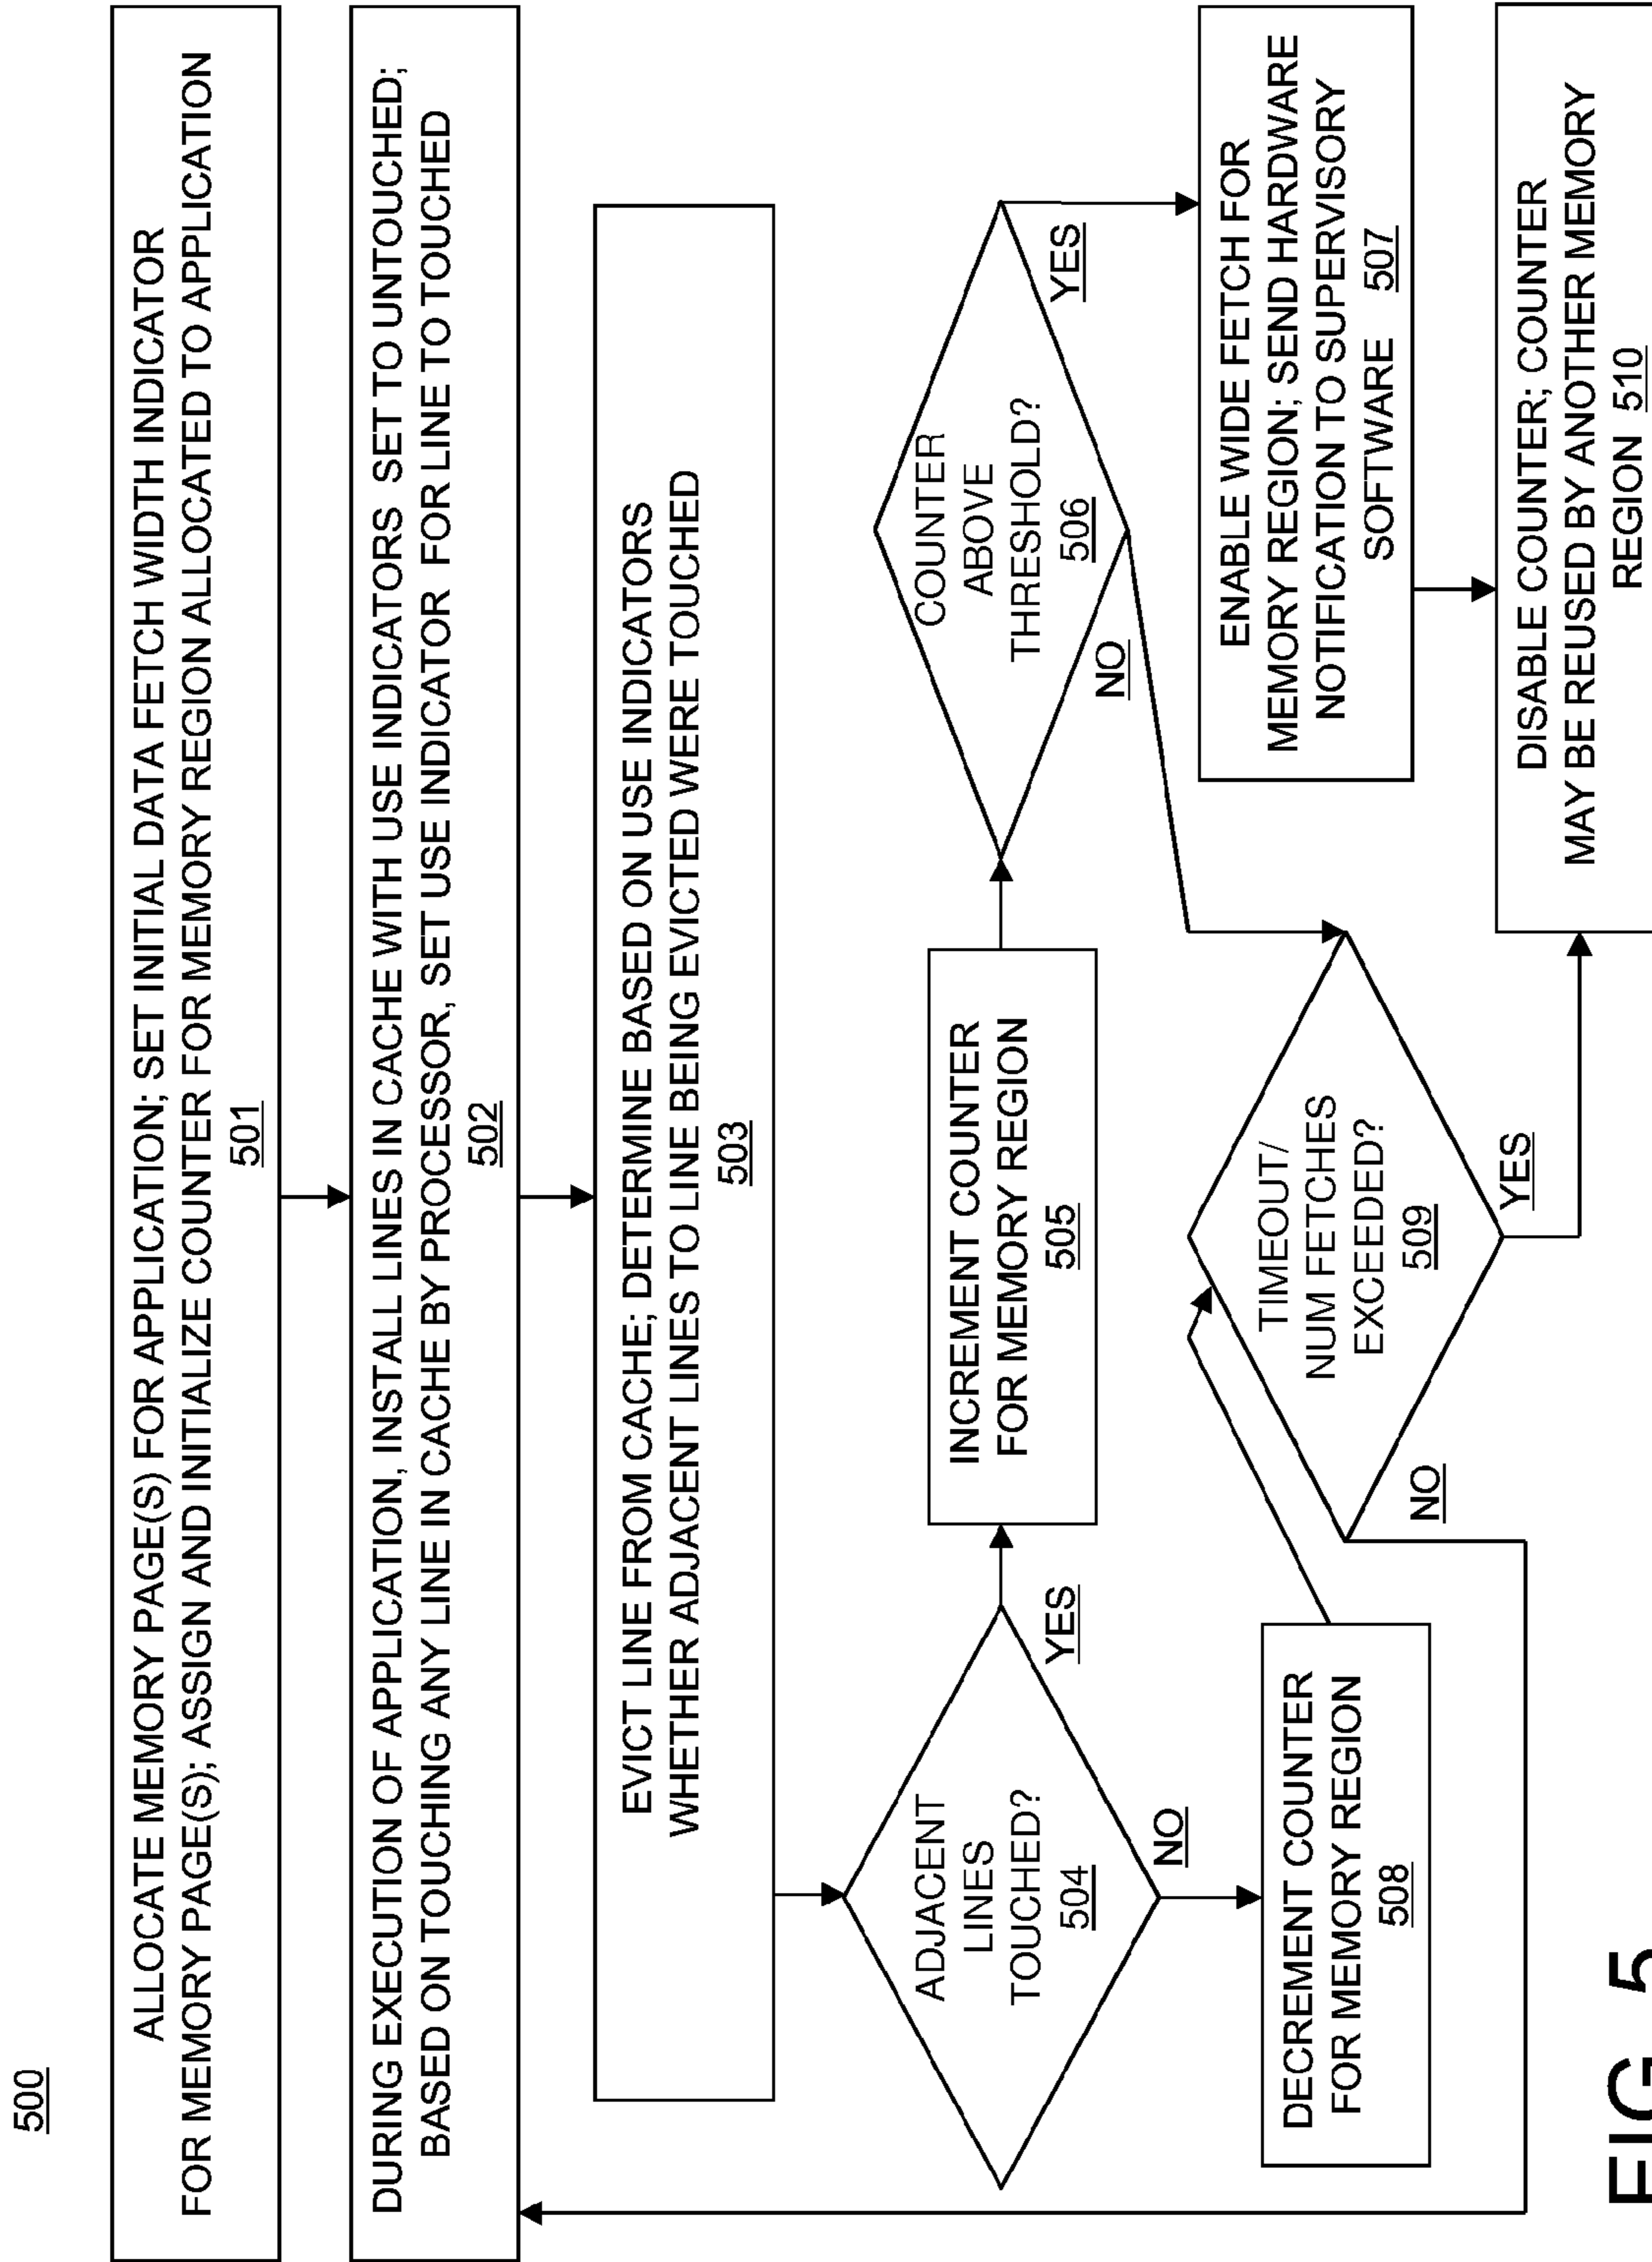 500
ALLOCATE MEMORY PAGE(S) FOR APPLICATION; SET INITIAL DATA FETCH WIDTH INDICATOR
FOR MEMORY PAGE(S); ASSIGN AND INITIALIZE COUNTER FOR MEMORY REGION ALLOCATED TO APPLICATION
501
DURING EXECUTION OF APPLICATION, INSTALL LINES IN CACHE WITH USE INDICATORS SET TO UNTOUCHED;
BASED ON TOUCHING ANY LINE IN CACHE BY PROCESSOR, SET USE INDICATOR FOR LINE TO TOUCHED
502
EVICT LINE FROM CACHE; DETERMINE BASED ON USE INDICATORS
WHETHER ADJACENT LINES TO LINE BEING EVICTED WERE TOUCHED
503
ADJACENT
LINES
TOUCHED?
504
YES
NO
INCREMENT COUNTER
FOR MEMORY REGION
505
COUNTER
ABOVE
THRESHOLD?
506
YES
NO
ENABLE WIDE FETCH FOR
MEMORY REGION; SEND HARDWARE
NOTIFICATION TO SUPERVISORY
SOFTWARE 507
DECREMENT COUNTER
FOR MEMORY REGION
508
TIMEOUT/
NUM FETCHES
EXCEEDED?
509
NO
YES
DISABLE COUNTER; COUNTER
MAY BE REUSED BY ANOTHER MEMORY
REGION 510
FIG. 5